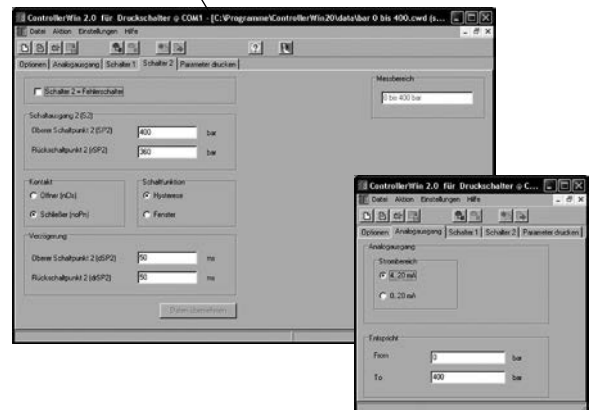 ControllerWin 2.0 für Druckschalter @ COM1 - [C:\Programme\ControllerWin20\data\bar 0 bis 400.cwd (s...
Datei Aktion Einstellungen Hilfe
Optionen Analogausgang Schalter 1 Schalter 2 Parameter drucken
Schalter 2 = Fehlerschalter
Messbereich
0 bis 400 bar
Schaltausgang 2 (S2)
Oberer Schaltpunkt 2 (SP2) 400 bar
Rückschaltpunkt 2 (rSP2) 360 bar
Kontakt
Öffner (nCls)
Schließer (noPn)
Schaltfunktion
Hysterese
Fenster
Verzögerung
Oberer Schaltpunkt 2 (dSP2) 50 ms
Rückschaltpunkt 2 (drSP2) 50 ms
Daten übernehmen
ControllerWin 2.0 für Druckschalter @ C...
Datei Aktion Einstellungen Hilfe
Optionen Analogausgang Schalter 1 Schalter 2 Parameter drucken
Analogausgang
Strombereich
4..20 mA
0..20 mA
Entspricht
From 0 bar
To 400 bar